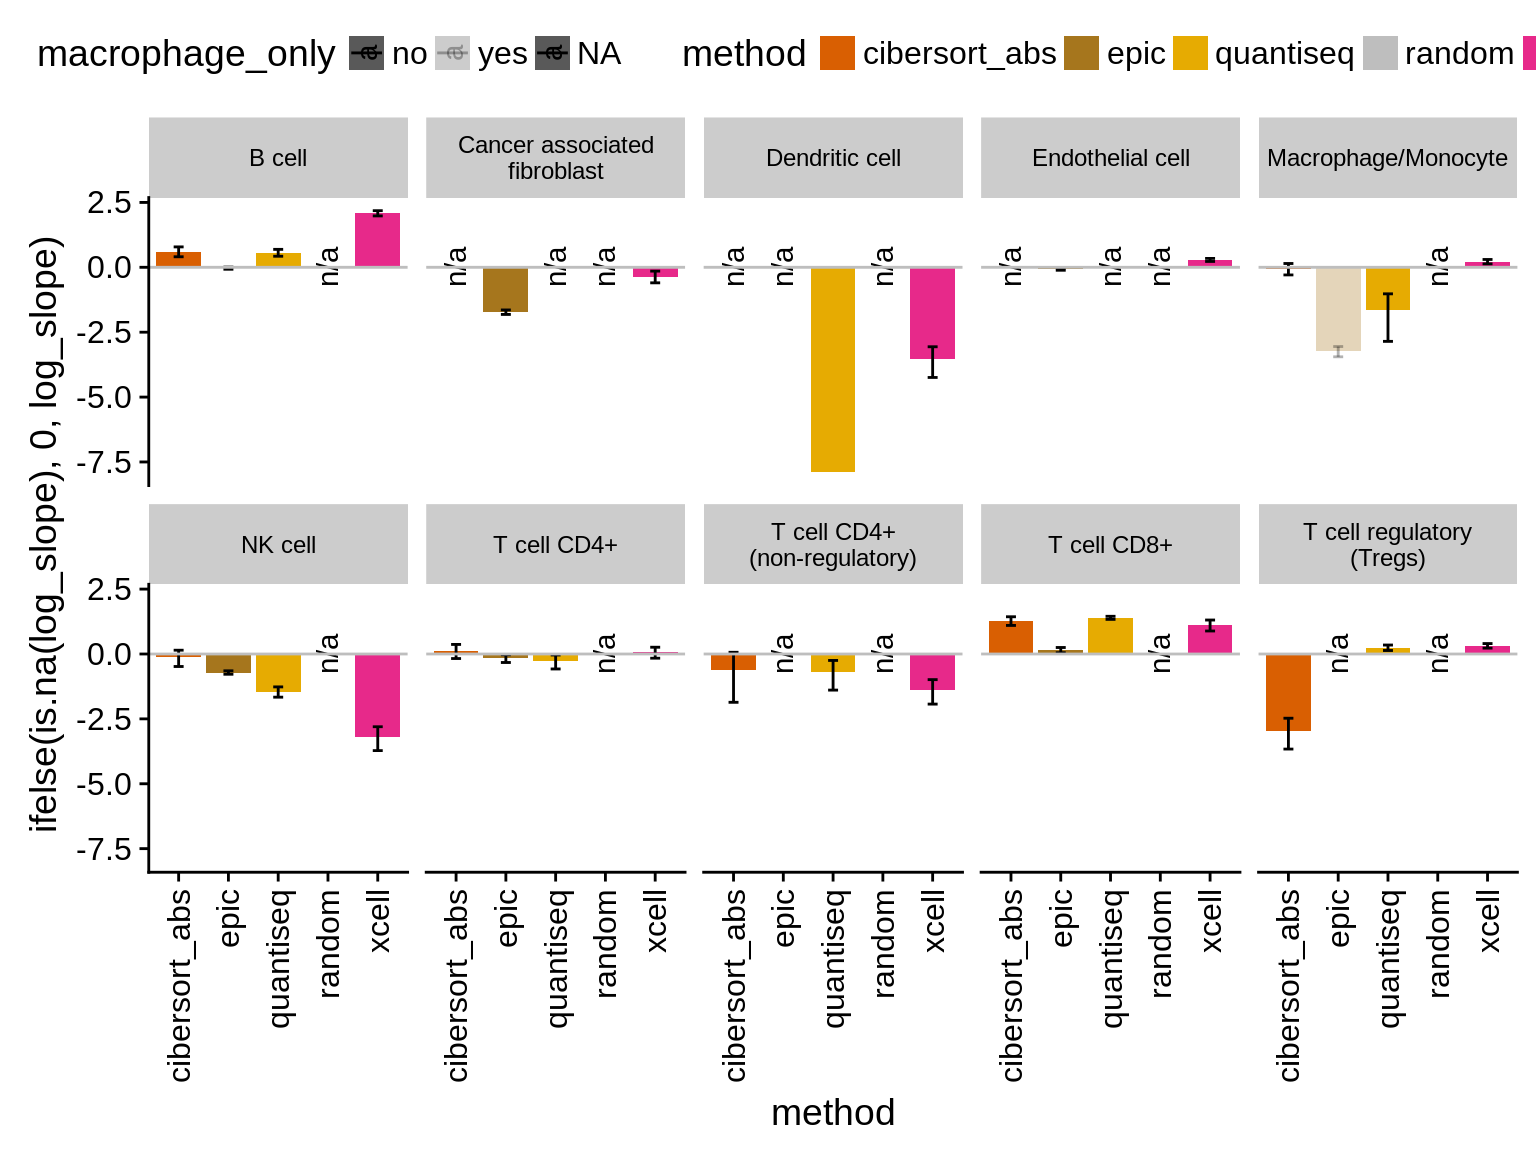 macrophage_only a no a yes a NA method cibersort_abs epic quantiseq random
B cell
Cancer associated
fibroblast
Dendritic cell
Endothelial cell
Macrophage/Monocyte
2.5
0.0
-2.5
-5.0
-7.5
n/a
n/a n/a n/a
n/a n/a n/a
n/a n/a n/a
n/a
NK cell
T cell CD4+
T cell CD4+
(non-regulatory)
T cell CD8+
T cell regulatory
(Tregs)
2.5
0.0
-2.5
-5.0
-7.5
n/a
n/a
n/a n/a
n/a
n/a n/a
ifelse(is.na(log_slope), 0, log_slope)
cibersort_abs epic quantiseq random xcell
cibersort_abs epic quantiseq random xcell
cibersort_abs epic quantiseq random xcell
cibersort_abs epic quantiseq random xcell
cibersort_abs epic quantiseq random xcell
method